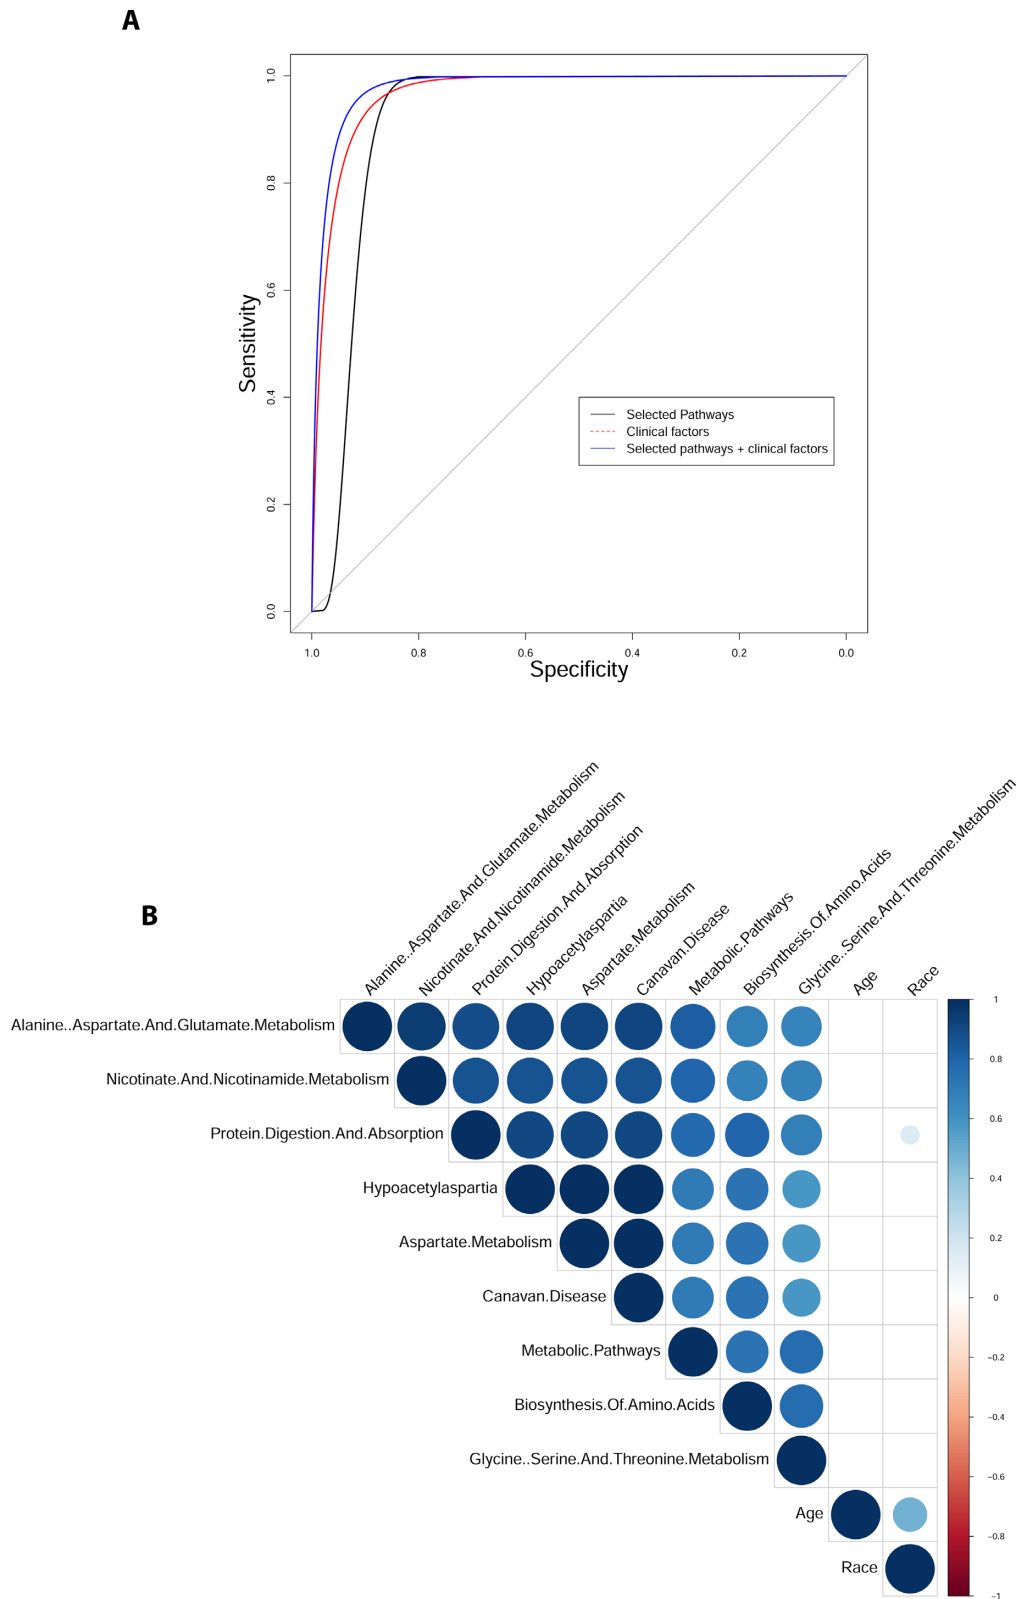 A
1.0
0.8
0.6
0.4
0.2
0.0
Sensitivity
Selected Pathways
Clinical factors
Selected pathways + clinical factors
1.0
0.8
0.6
0.4
0.2
0.0
Specificity
B
Alanine..Aspartate.And.Glutamate.Metabolism
Nicotinate.And.Nicotinamide.Metabolism
Protein.Digestion.And.Absorption
Hypoacetylaspartia
Aspartate.Metabolism
Canavan.Disease
Metabolic.Pathways
Biosynthesis.Of.Amino.Acids
Glycine..Serine.And.Threonine.Metabolism
Age
Race
Alanine..Aspartate.And.Glutamate.Metabolism
Nicotinate.And.Nicotinamide.Metabolism
Protein.Digestion.And.Absorption
Hypoacetylaspartia
Aspartate.Metabolism
Canavan.Disease
Metabolic.Pathways
Biosynthesis.Of.Amino.Acids
Glycine..Serine.And.Threonine.Metabolism
Age
Race
1
0.8
0.6
0.4
0.2
0
−0.2
−0.4
−0.6
−0.8
−1